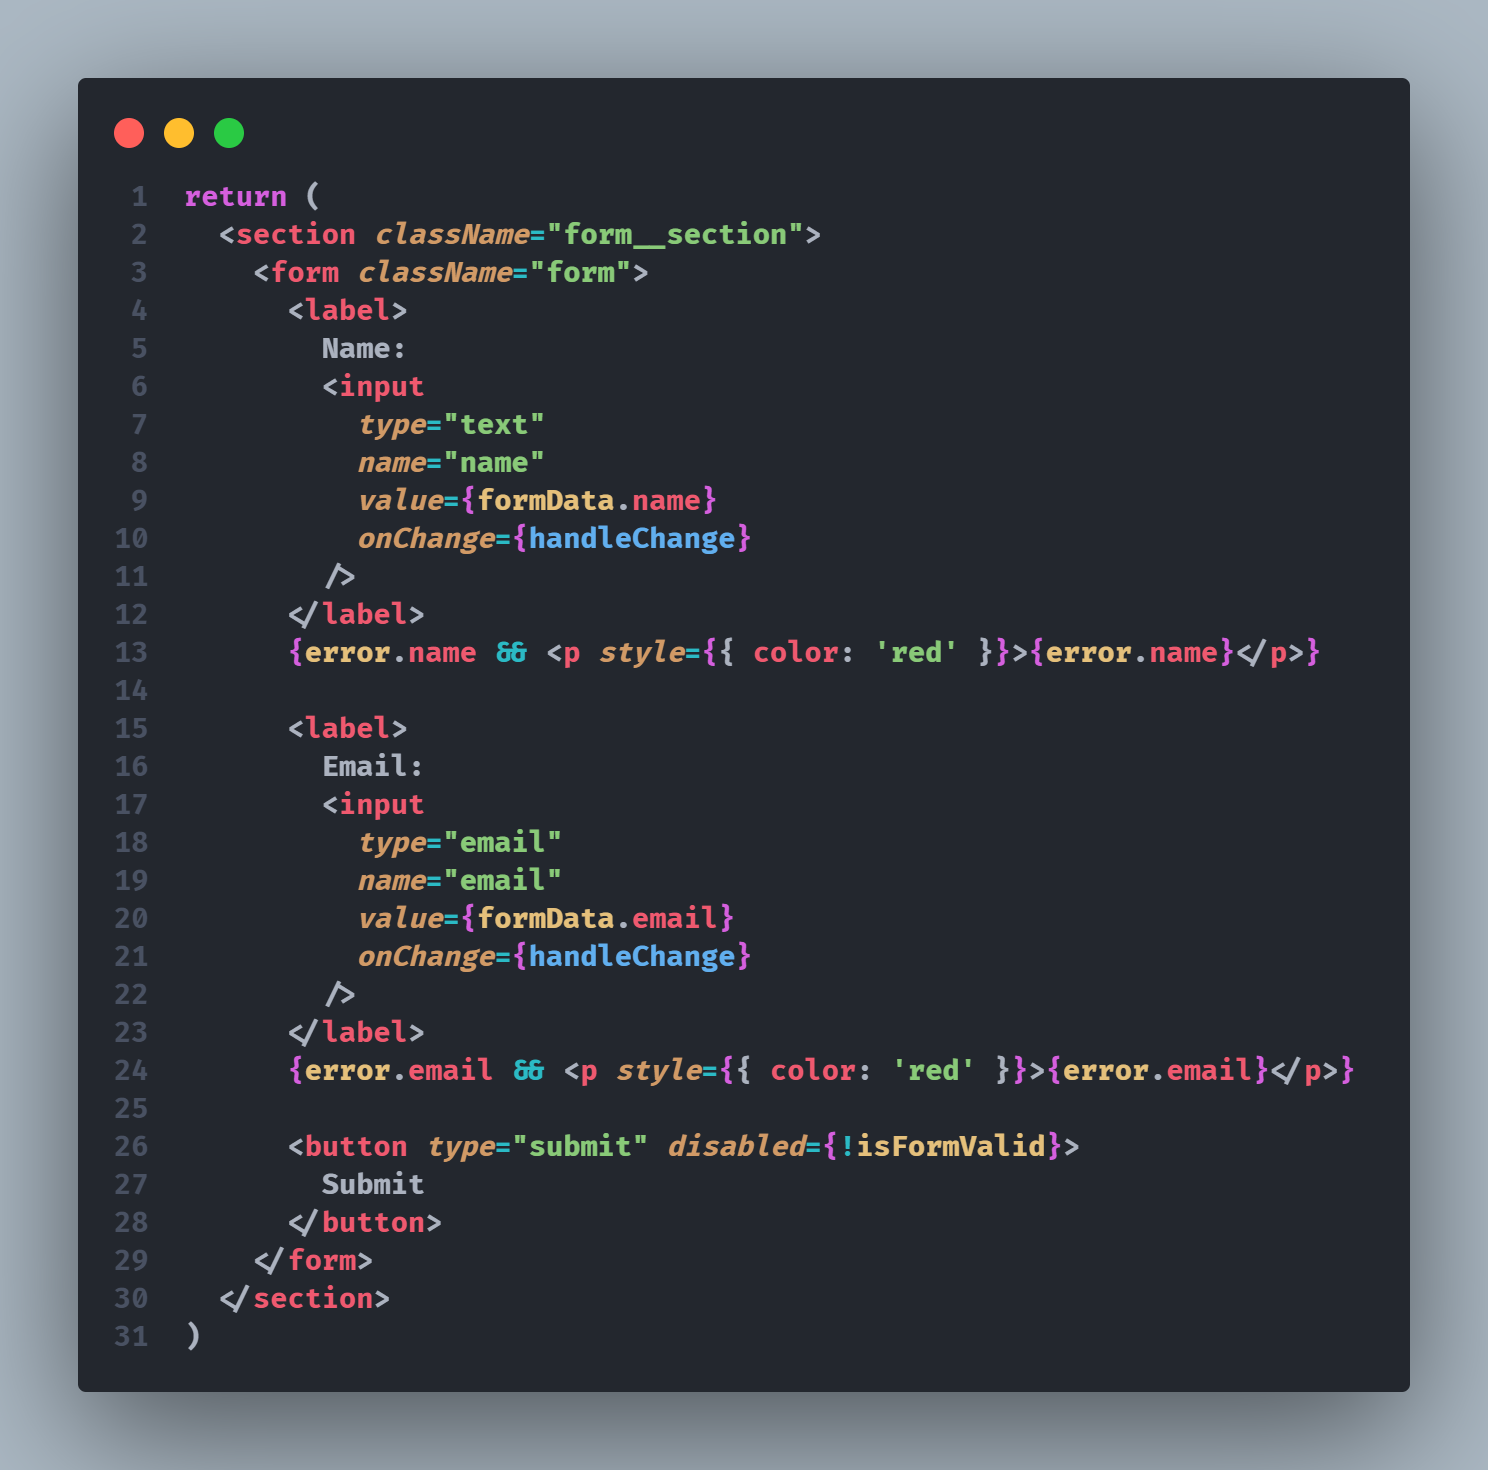 1 return (
2   <section className="form__section">
3     <form className="form">
4       <label>
5         Name:
6         <input
7           type="text"
8           name="name"
9           value={formData.name}
10           onChange={handleChange}
11         />
12       </label>
13       {error.name && <p style={{ color: 'red' }}>{error.name}</p>}
14
15       <label>
16         Email:
17         <input
18           type="email"
19           name="email"
20           value={formData.email}
21           onChange={handleChange}
22         />
23       </label>
24       {error.email && <p style={{ color: 'red' }}>{error.email}</p>}
25
26       <button type="submit" disabled={!isFormValid}>
27         Submit
28       </button>
29     </form>
30   </section>
31 )